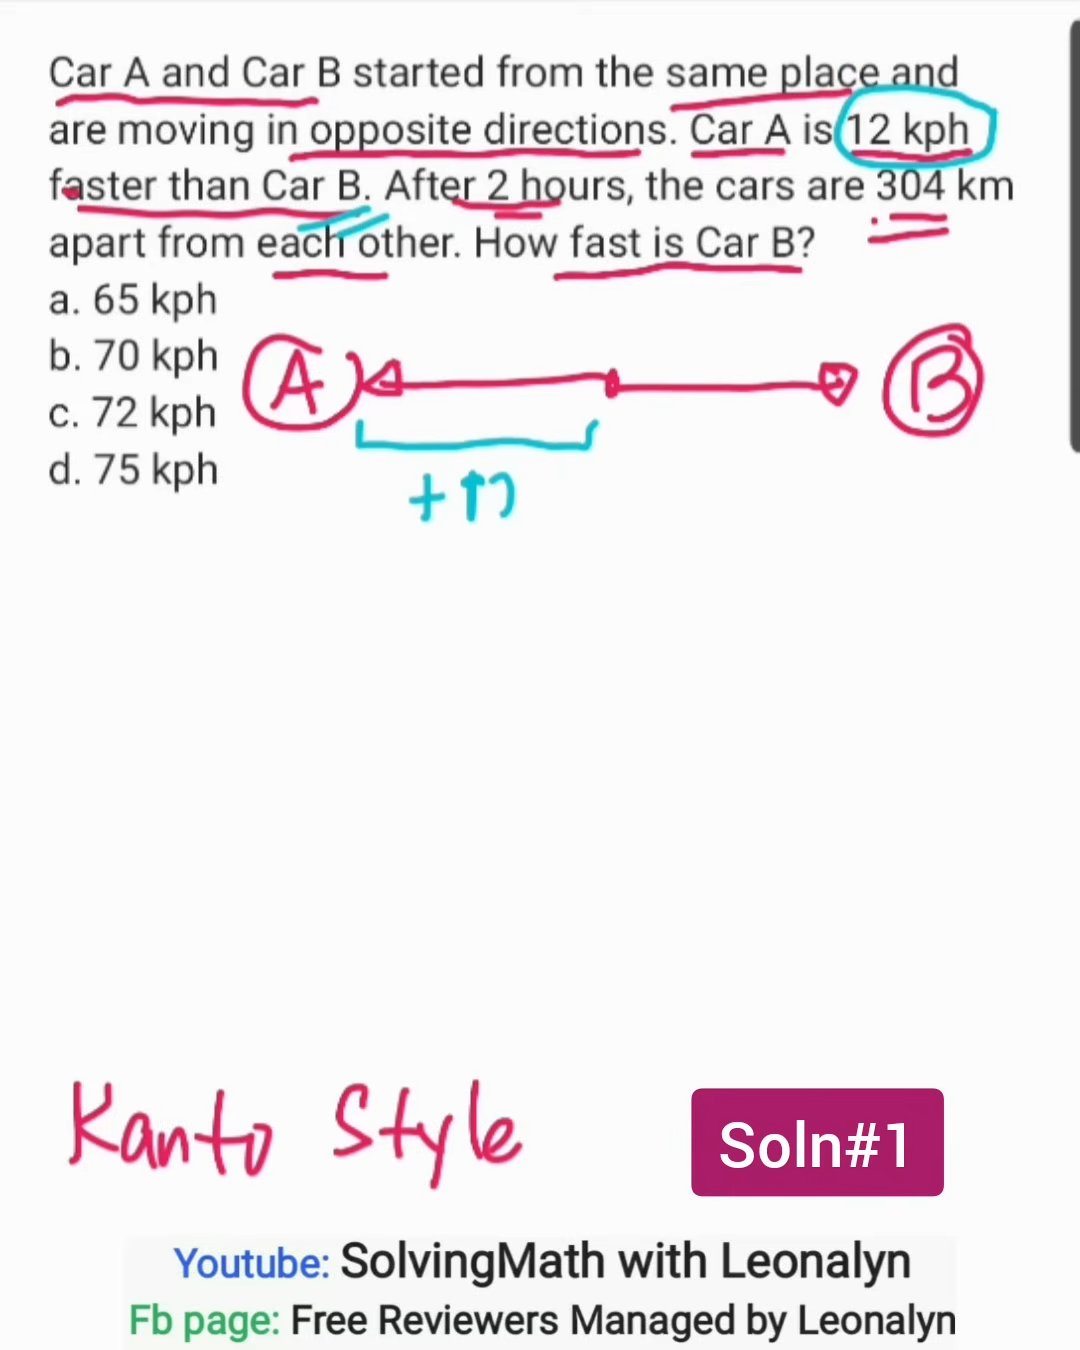 Car A and Car B started from the same place and
are moving in opposite directions. Car A is 12 kph
faster than Car B. After 2 hours, the cars are 304 km
apart from each other. How fast is Car B?
a. 65 kph
b. 70 kph
c. 72 kph
d. 75 kph
A B
Kanto Style
Soln#1
Youtube: SolvingMath with Leonalyn
Fb page: Free Reviewers Managed by Leonalyn